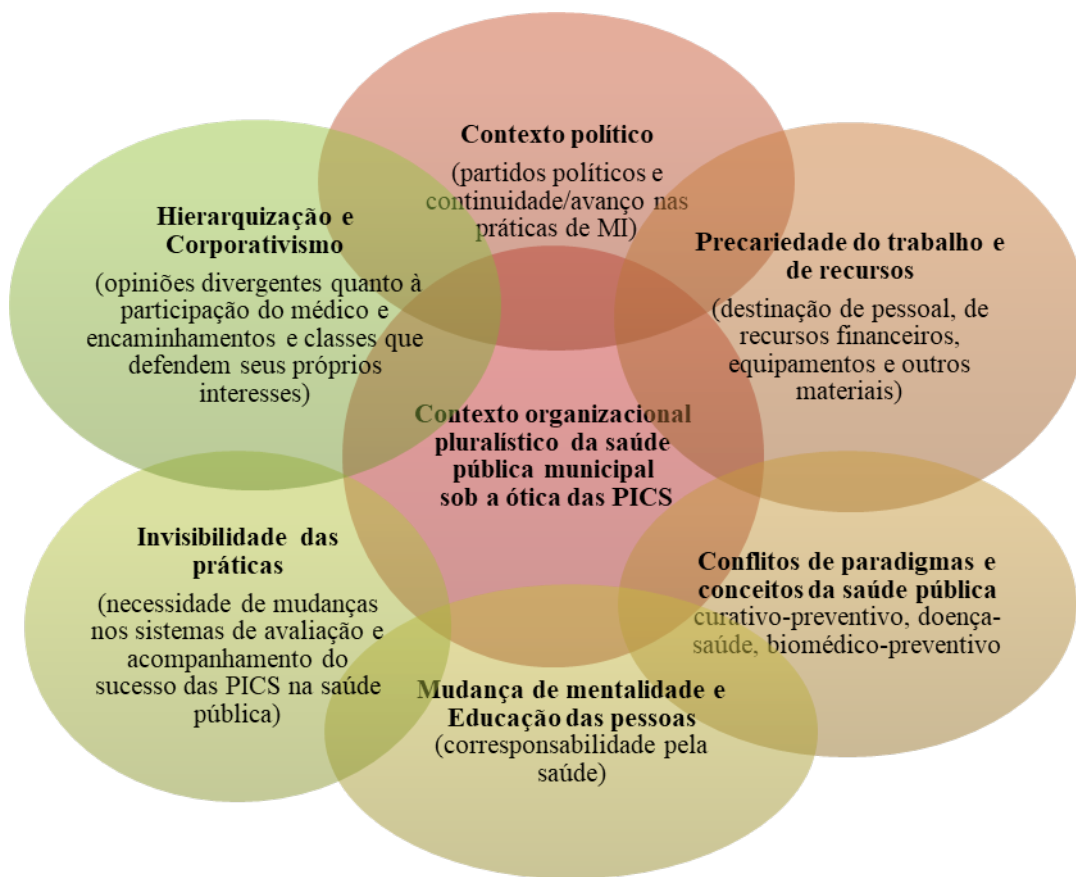 Contexto político
(partidos políticos e
continuidade/avanço nas
práticas de MI)
Hierarquização e
Corporativismo
(opiniões divergentes quanto à
participação do médico e
encaminhamentos e classes que
defendem seus próprios
interesses)
Precariedade do trabalho e
de recursos
(destinação de pessoal, de
recursos financeiros,
equipamentos e outros
materiais)
Contexto organizacional
pluralístico da saúde
pública municipal
sob a ótica das PICS
Invisibilidade das
práticas
(necessidade de mudanças
nos sistemas de avaliação e
acompanhamento do
sucesso das PICS na saúde
pública)
Conflitos de paradigmas e
conceitos da saúde pública
curativo-preventivo, doença-
saúde, biomédico-preventivo
Mudança de mentalidade e
Educação das pessoas
(corresponsabilidade pela
saúde)